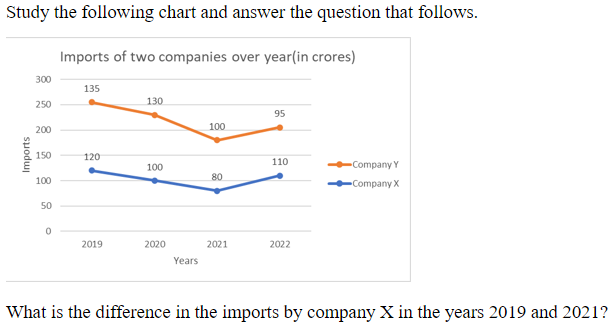 Study the following chart and answer the question that follows.
Imports of two companies over year(in crores)
300
250
200
150
100
50
0
Imports
135
130
100
95
120
100
80
110
2019 2020 2021 2022
Years
Company Y
Company X
What is the difference in the imports by company X in the years 2019 and 2021?